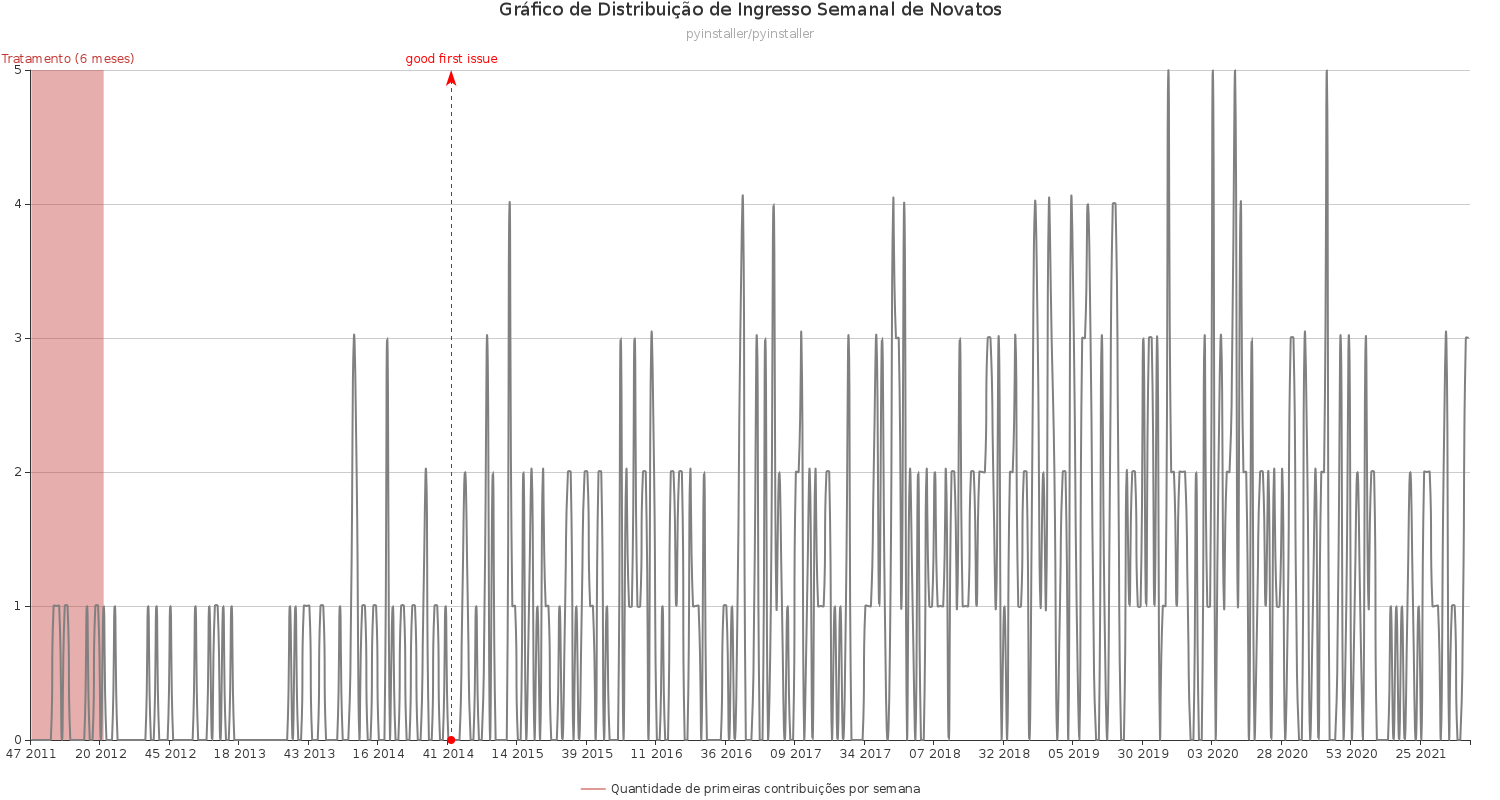 Gráfico de Distribuição de Ingresso Semanal de Novatos
pyinstaller/pyinstaller
Tratamento (6 meses)
good first issue
5
4
3
2
1
0
47 2011 20 2012 45 2012 18 2013 43 2013 16 2014 41 2014 14 2015 39 2015 11 2016 36 2016 09 2017 34 2017 07 2018 32 2018 05 2019 30 2019 03 2020 28 2020 53 2020 25 2021
Quantidade de primeiras contribuições por semana